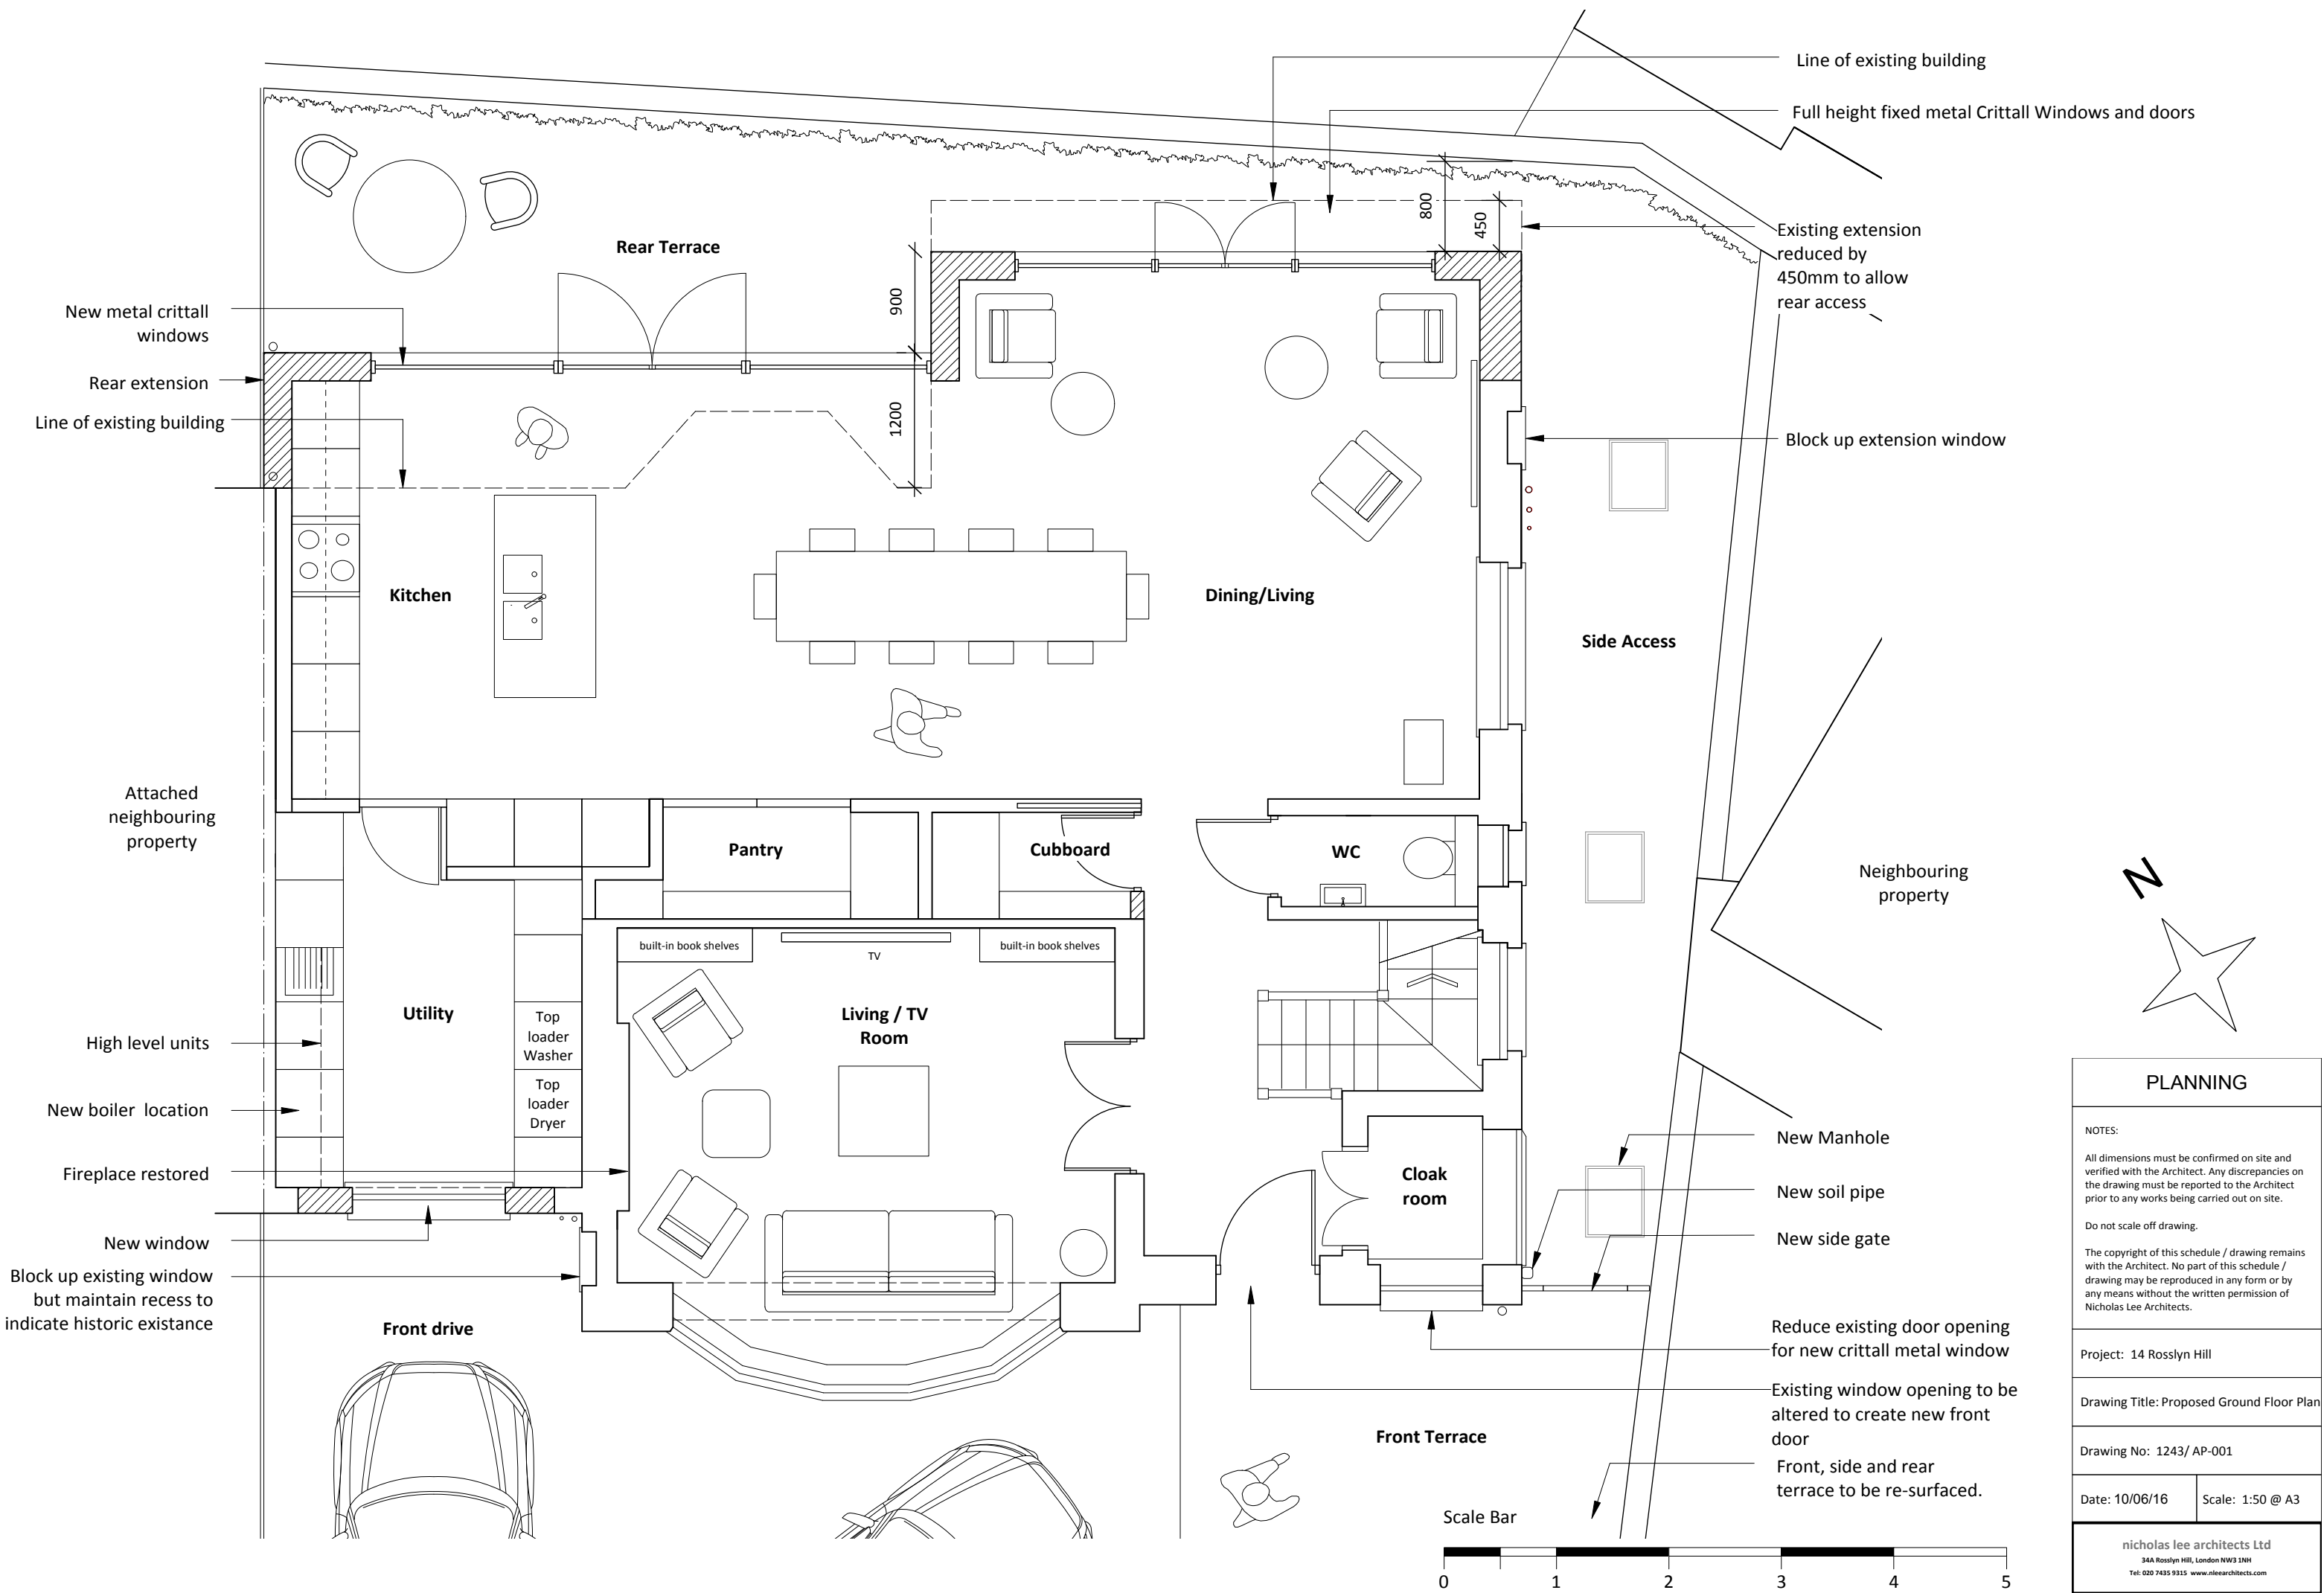 Line of existing building
Full height fixed metal Crittall Windows and doors
800
450
Existing extension
reduced by
450mm to allow
rear access
Rear Terrace
900
New metal crittall
windows
Rear extension
Line of existing building
1200
Block up extension window
Kitchen
Dining/Living
Side Access
Attached
neighbouring
property
Pantry
Cubboard
WC
Neighbouring
property
N
built-in book shelves
TV
built-in book shelves
Utility
Living / TV
Room
Top
loader
Washer
Top
loader
Dryer
High level units
New boiler location
Fireplace restored
New window
Block up existing window
but maintain recess to
indicate historic existance
Cloak
room
New Manhole
New soil pipe
New side gate
Front drive
Reduce existing door opening
for new crittall metal window
Existing window opening to be
altered to create new front
door
Front Terrace
Front, side and rear
terrace to be re-surfaced.
Scale Bar
0 1 2 3 4 5
PLANNING
NOTES:
All dimensions must be confirmed on site and
verified with the Architect. Any discrepancies on
the drawing must be reported to the Architect
prior to any works being carried out on site.
Do not scale off drawing.
The copyright of this schedule / drawing remains
with the Architect. No part of this schedule /
drawing may be reproduced in any form or by
any means without the written permission of
Nicholas Lee Architects.
Project: 14 Rosslyn Hill
Drawing Title: Proposed Ground Floor Plan
Drawing No: 1243/ AP-001
Date: 10/06/16
Scale: 1:50 @ A3
nicholas lee architects Ltd
34A Rosslyn Hill, London NW3 1NH
Tel: 020 7435 9315 www.nleearchitects.com